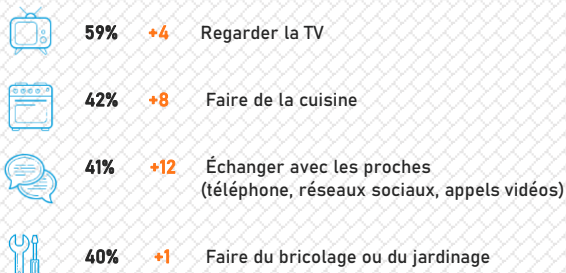 59% +4 Regarder la TV
42% +8 Faire de la cuisine
41% +12 Échanger avec les proches
(téléphone, réseaux sociaux, appels vidéos)
40% +1 Faire du bricolage ou du jardinage